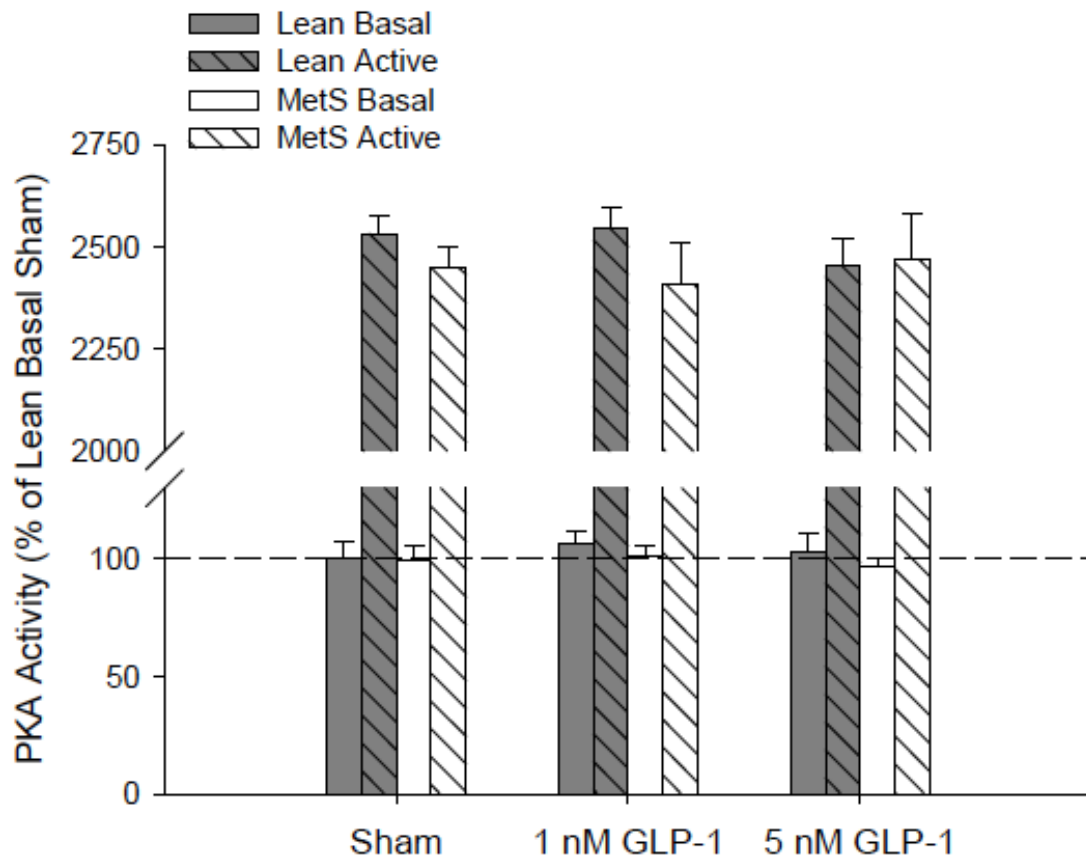 Lean Basal
Lean Active
MetS Basal
MetS Active
PKA Activity (% of Lean Basal Sham)
2750
2500
2250
2000
100
50
0
Sham 1 nM GLP-1 5 nM GLP-1